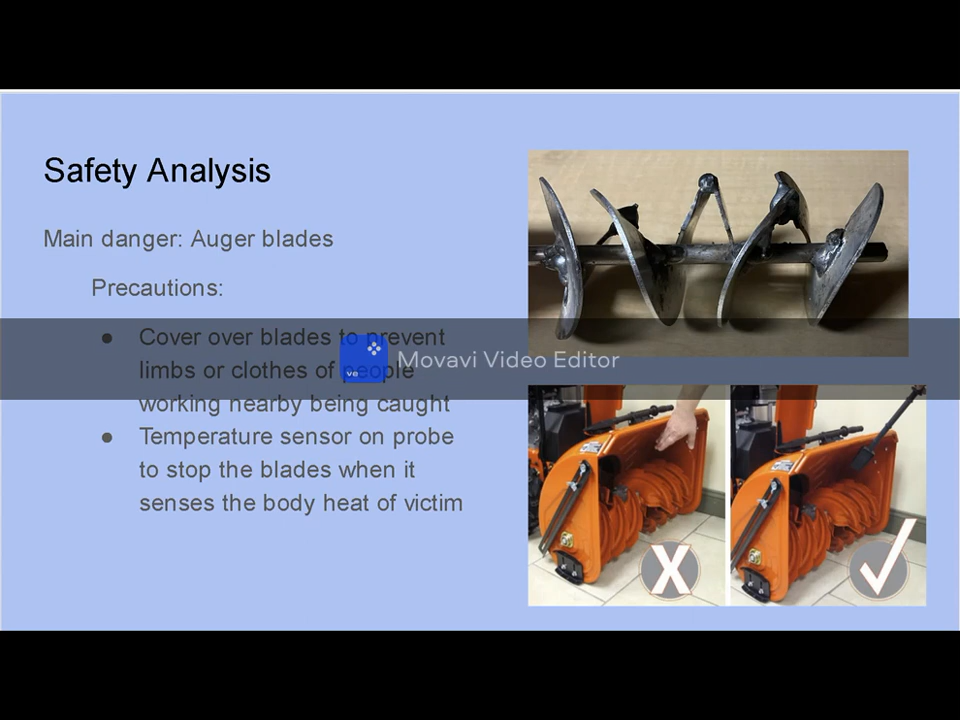 Safety Analysis
Main danger: Auger blades
Precautions:
● Cover over blades to prevent
limbs or clothes of people
working nearby being caught
● Temperature sensor on probe
to stop the blades when it
senses the body heat of victim
ve
Movavi Video Editor
X